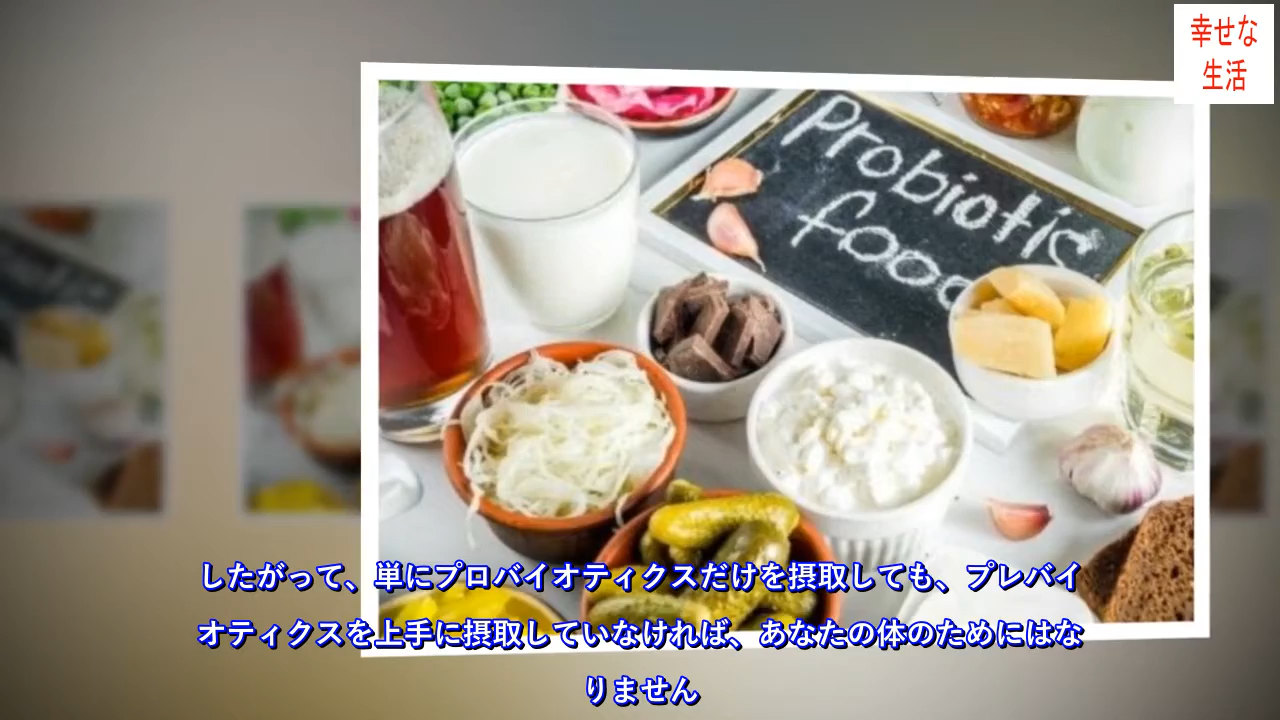 幸せな
生活
Probiotic
food
したがって、単にプロバイオティクスだけを摂取しても、プレバイ
オティクスを上手に摂取していなければ、あなたの体のためにはな
りません